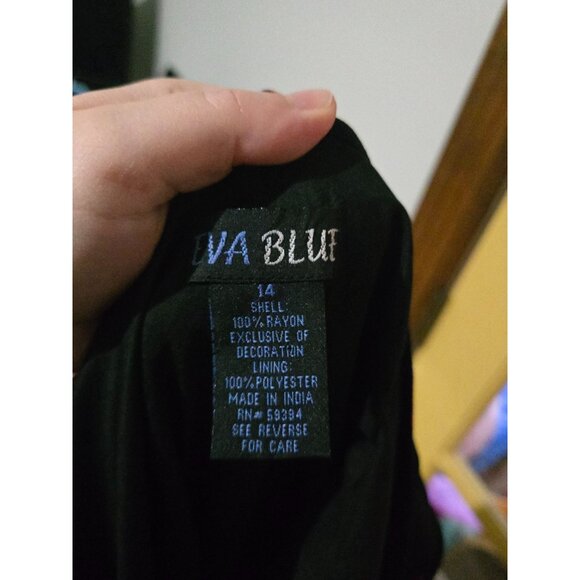 EVA BLUE
14
SHELL:
100% RAYON
EXCLUSIVE OF
DECORATION
LINING:
100% POLYESTER
MADE IN INDIA
RN# 59394
SEE REVERSE
FOR CARE